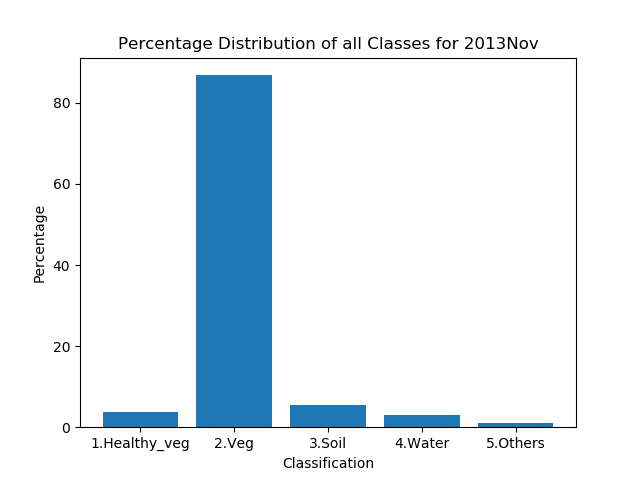 Percentage Distribution of all Classes for 2013Nov
Percentage
80
60
40
20
0
1.Healthy_veg 2.Veg 3.Soil 4.Water 5.Others
Classification